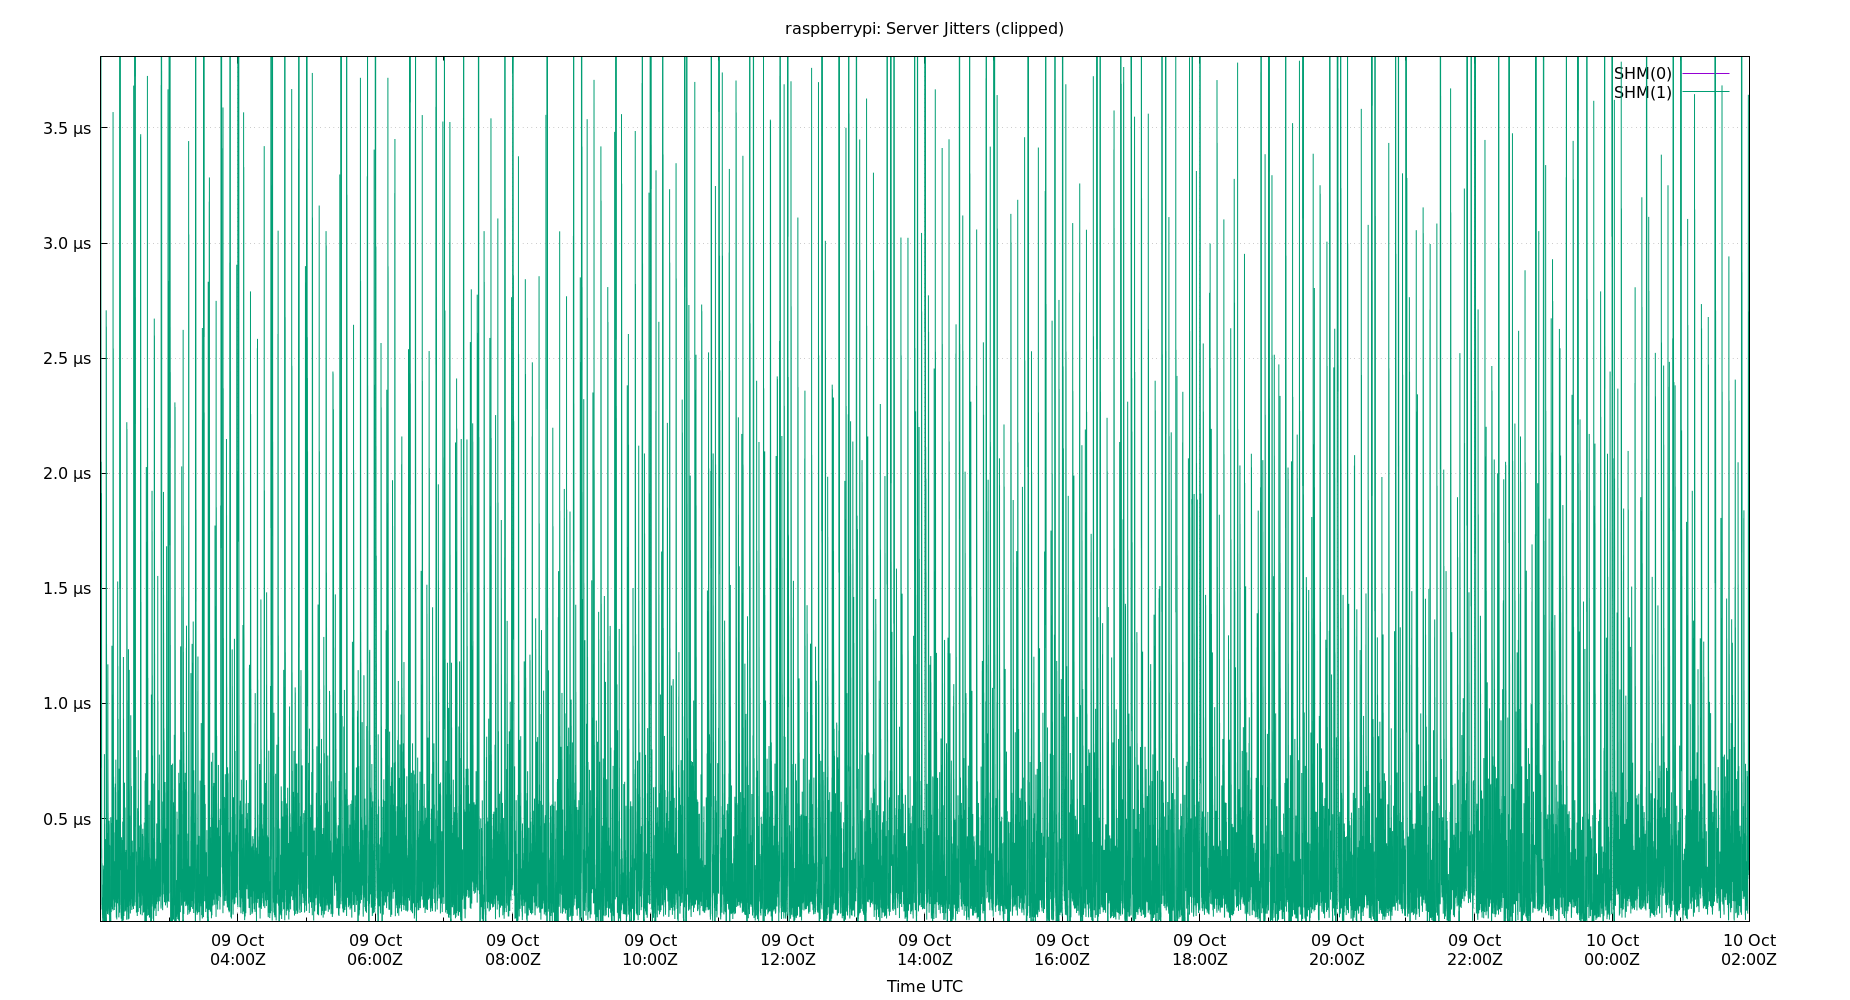 raspberrypi: Server Jitters (clipped)
SHM(0)
SHM(1)
3.5 µs
3.0 µs
2.5 µs
2.0 µs
1.5 µs
1.0 µs
0.5 µs
09 Oct 09 Oct 09 Oct 09 Oct 09 Oct 09 Oct 09 Oct 09 Oct 09 Oct 09 Oct 10 Oct 10 Oct
04:00Z 06:00Z 08:00Z 10:00Z 12:00Z 14:00Z 16:00Z 18:00Z 20:00Z 22:00Z 00:00Z 02:00Z
Time UTC